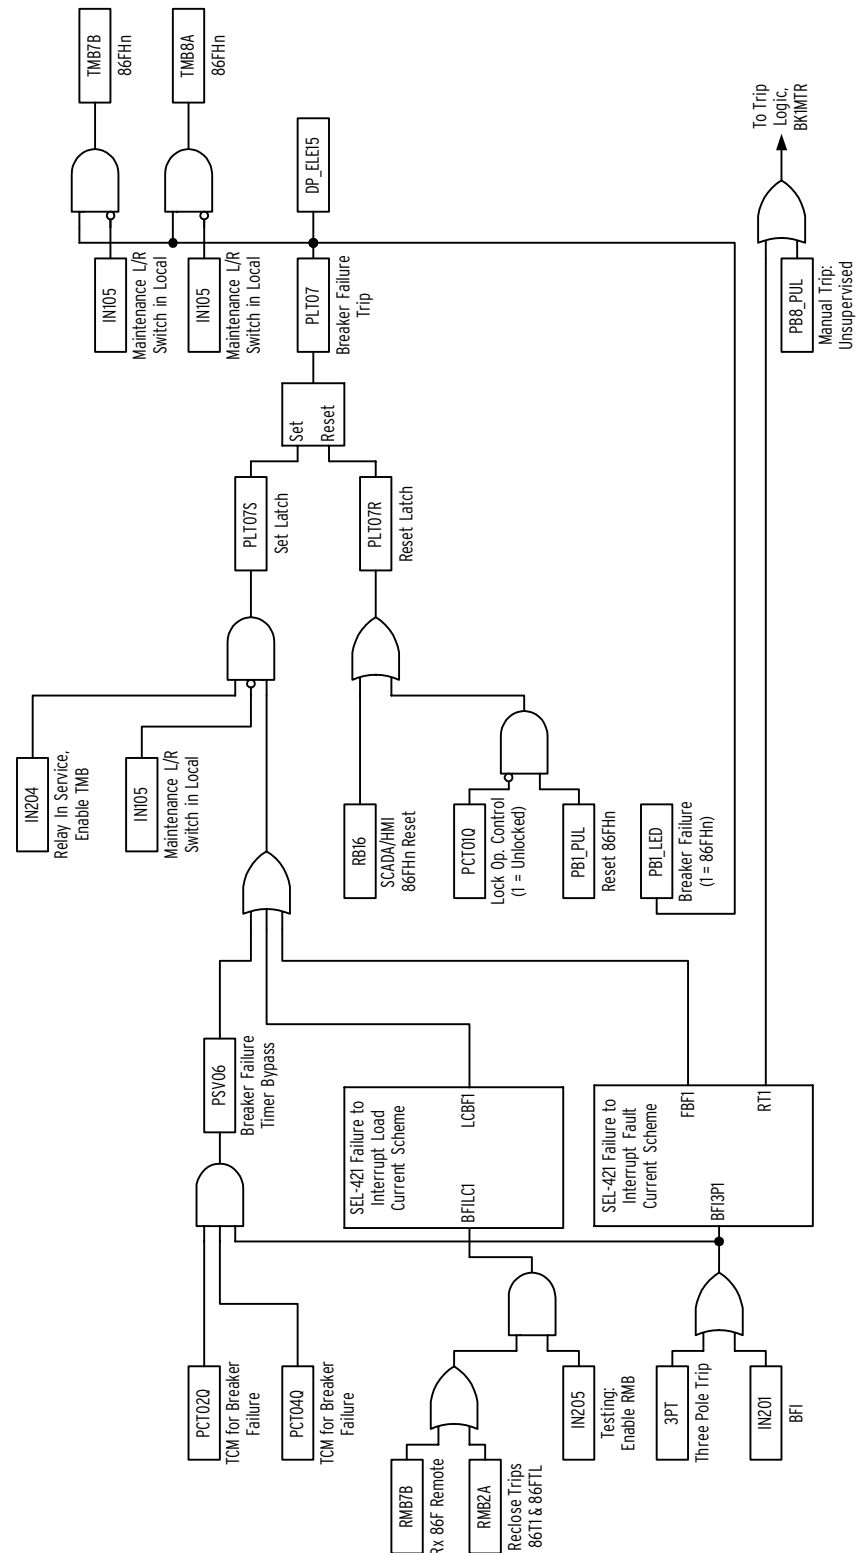 PCT02Q
TCM for Breaker
Failure
PCT04Q
TCM for Breaker
Failure
RMB7B
Rx 86F Remote
RMB2A
Reclose Trips
86T1 & 86FTL
IN205
Testing:
Enable RMB
3PT
Three Pole Trip
IN201
BFI
PSV06
Breaker Failure
Timer Bypass
SEL-421 Failure to
Interrupt Load
Current Scheme
BFILC1
LCBF1
SEL-421 Failure to
Interrupt Fault
Current Scheme
BFI3P1
FBF1
RT1
IN204
Relay In Service,
Enable TMB
IN105
Maintenance L/R
Switch in Local
RB16
SCADA/HMI
86FHn Reset
PCT01Q
Lock Op. Control
(1 = Unlocked)
PB1_PUL
Reset 86FHn
PB1_LED
Breaker Failure
(1 = 86FHn)
PLT07S
Set Latch
PLT07R
Reset Latch
Set
Reset
PLT07
Breaker Failure
Trip
IN105
Maintenance L/R
Switch in Local
IN105
Maintenance L/R
Switch in Local
DP_ELE15
TMB7B
86FHn
TMB8A
86FHn
PB8_PUL
Manual Trip:
Unsupervised
To Trip
Logic,
BK1MTR